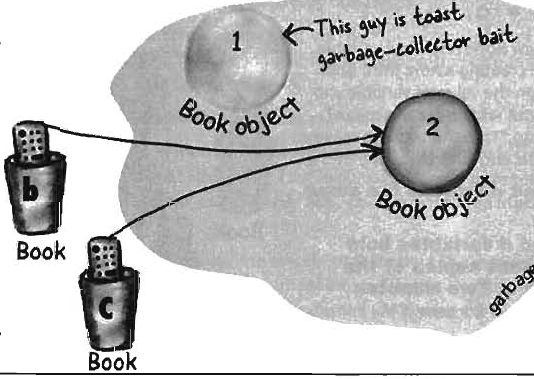 1
This guy is toast
garbage-collector bait
Book object
2
Book object
b
Book
c
Book
garbage